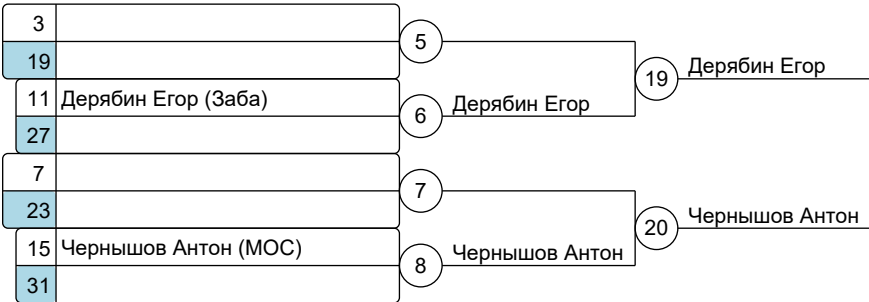 3
5
19
Дерябин Егор
19
11 Дерябин Егор (Заба)
6
Дерябин Егор
27
7
7
23
Чернышов Антон
20
15 Чернышов Антон (МОС)
8
Чернышов Антон
31